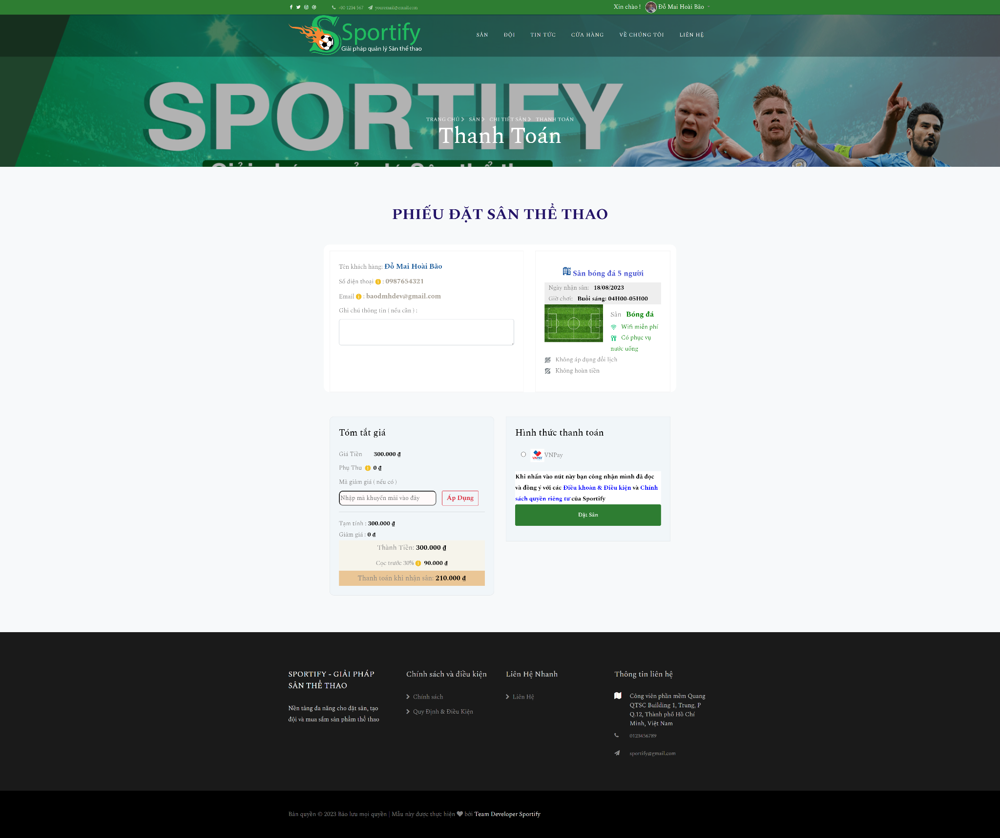 +00 1234 567 youremail@email.com
Xin chào ! Đỗ Mai Hoài Bão
Sportify
Giải pháp quản lý Sân thể thao
SÂN ĐỘI TIN TỨC CỬA HÀNG VỀ CHÚNG TÔI LIÊN HỆ
SPORTIFY
TRANG CHỦ SÂN CHI TIẾT SÂN THANH TOÁN
Thanh Toán
PHIẾU ĐẶT SÂN THỂ THAO
Tên khách hàng: Đỗ Mai Hoài Bão
Số điện thoại : 0987654321
Email : baodmhdev@gmail.com
Ghi chú thông tin ( nếu cần ) :
Sân bóng đá 5 người
Ngày nhận sân: 18/08/2023
Giờ chơi: Buổi sáng: 04H00-05H00
Sân Bóng đá
Wifi miễn phí
Có phục vụ
nước uống
Không áp dụng đổi lịch
Không hoàn tiền
Tóm tắt giá
Giá Tiền 300.000 ₫
Phụ Thu 0 ₫
Mã giảm giá ( nếu có )
Nhập mã khuyến mãi vào đây Áp Dụng
Tạm tính : 300.000 ₫
Giảm giá : 0 ₫
Thành Tiền: 300.000 ₫
Cọc trước 30% 90.000 ₫
Thanh toán khi nhận sân: 210.000 ₫
Hình thức thanh toán
VNPAY VNPay
Khi nhấn vào nút này bạn công nhận mình đã đọc
và đồng ý với các Điều khoản & Điều kiện và Chính
sách quyền riêng tư của Sportify
Đặt Sân
SPORTIFY - GIẢI PHÁP
SÂN THỂ THAO
Nền tảng đa năng cho đặt sân, tạo
đội và mua sắm sản phẩm thể thao
Chính sách và điều kiện
Chính sách
Quy Định & Điều Kiện
Liên Hệ Nhanh
Liên Hệ
Thông tin liên hệ
Công viên phần mềm Quang
QTSC Building 1, Trung, P
Q.12, Thành phố Hồ Chí
Minh, Việt Nam
0123456789
sportify@gmail.com
Bản quyền © 2023 Bảo lưu mọi quyền | Mẫu này được thực hiện bởi Team Developer Sportify